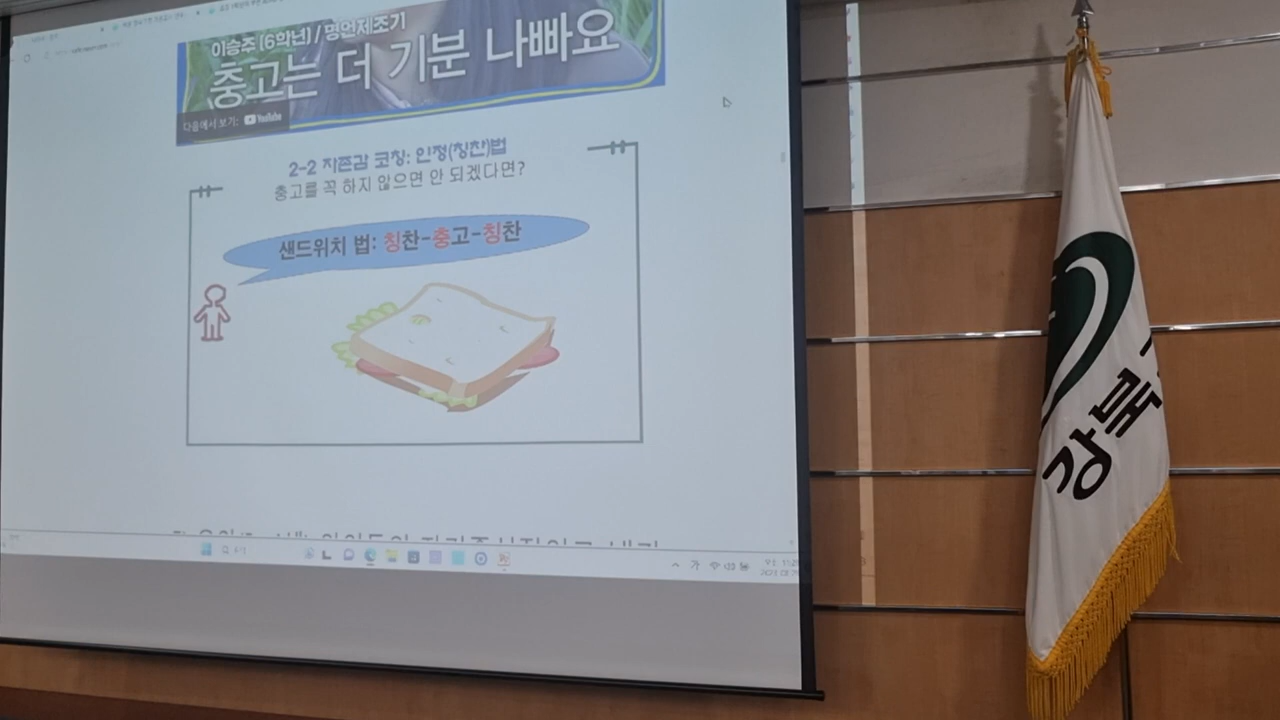 이승주 (6학년) / 명언제조기
충고는 더 기분 나빠요
다음에서 보기: YouTube
2-2 자존감 코칭: 인정(칭찬)법
충고를 꼭 하지 않으면 안 되겠다면?
샌드위치 법: 칭찬-충고-칭찬
강북